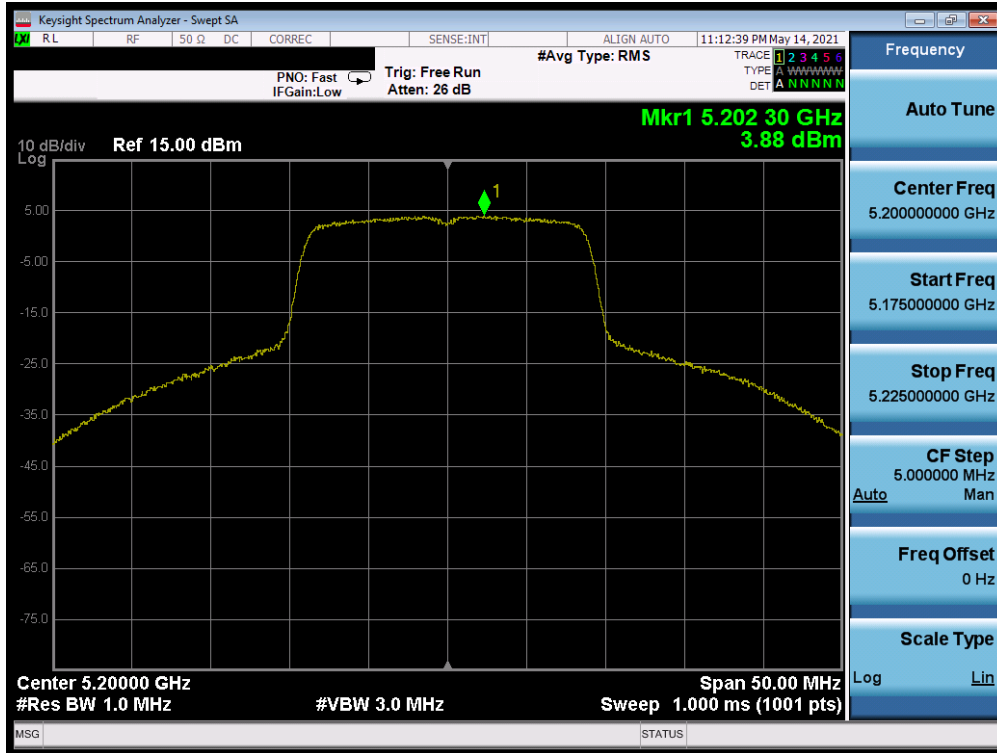 Keysight Spectrum Analyzer - Swept SA
LXI RL RF 50 Ω DC CORREC SENSE:INT ALIGN AUTO 11:12:39 PM May 14, 2021
#Avg Type: RMS
TRACE 1 2 3 4 5 6
PNO: Fast Trig: Free Run
TYPE A WWWWW
IFGain:Low Atten: 26 dB
DET A N N N N N
Mkr1 5.202 30 GHz
3.88 dBm
10 dB/div Ref 15.00 dBm
Log
1
5.00
-5.00
-15.0
-25.0
-35.0
-45.0
-55.0
-65.0
-75.0
Center 5.20000 GHz Span 50.00 MHz
#Res BW 1.0 MHz #VBW 3.0 MHz Sweep 1.000 ms (1001 pts)
MSG STATUS
Frequency
Auto Tune
Center Freq
5.200000000 GHz
Start Freq
5.175000000 GHz
Stop Freq
5.225000000 GHz
CF Step
5.000000 MHz
Auto Man
Freq Offset
0 Hz
Scale Type
Log Lin